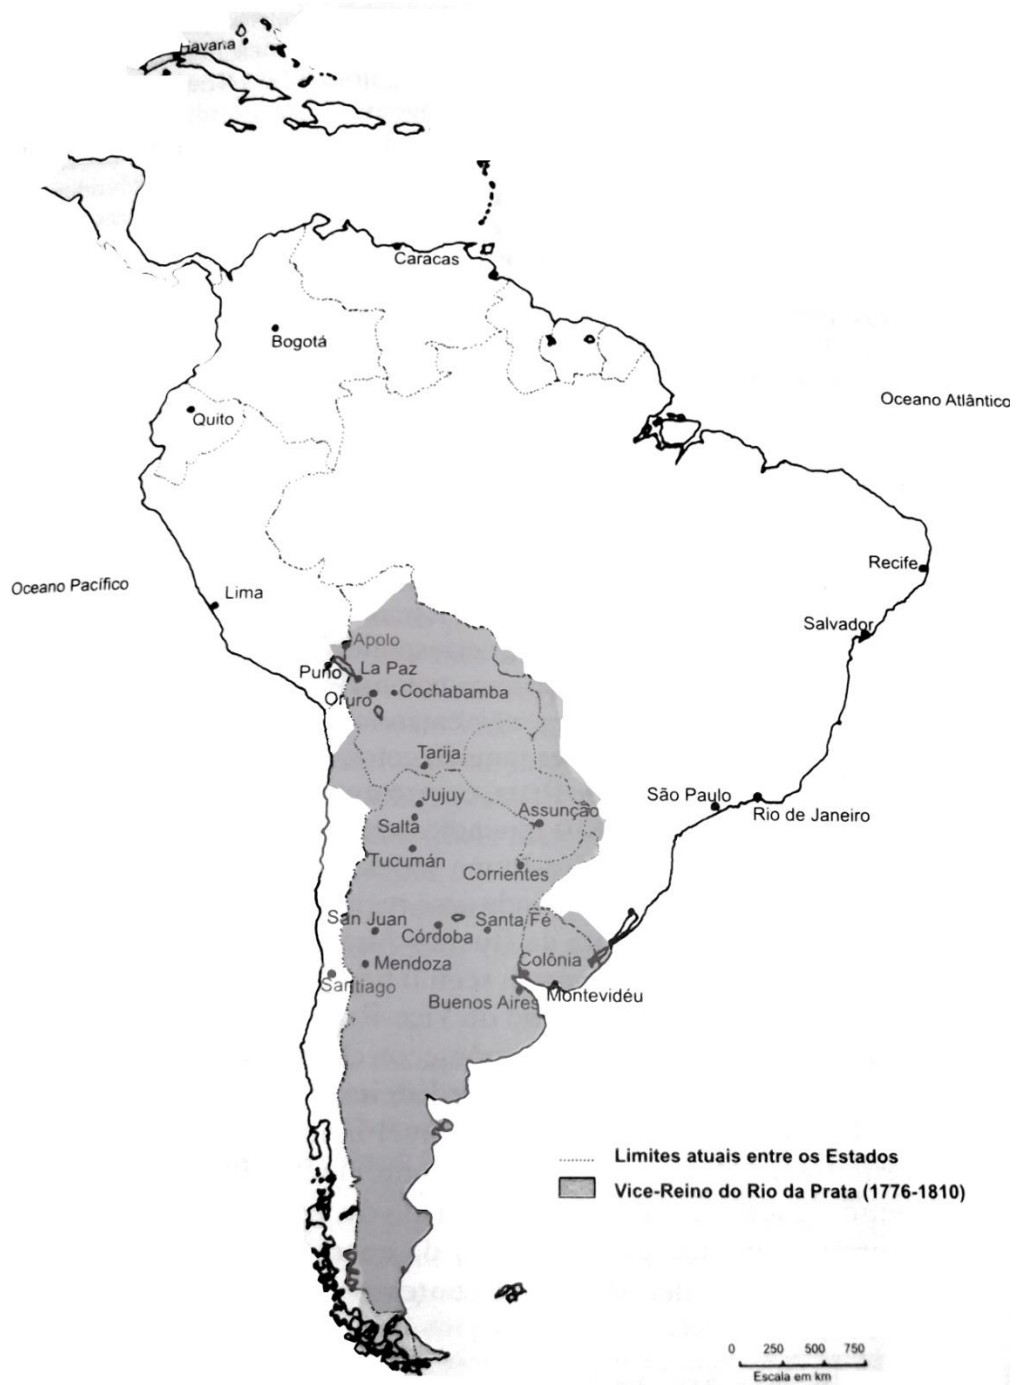 Havana
Caracas
Bogotá
Quito
Oceano Atlântico
Recife
Oceano Pacífico
Lima
Salvador
Apolo
Puno
La Paz
Oruro
Cochabamba
Tarija
Jujuy
São Paulo
Rio de Janeiro
Assunção
Salta
Tucumán
Corrientes
San Juan
Santa Fé
Córdoba
Mendoza
Colônia
Santiago
Buenos Aires
Montevidéu
Limites atuais entre os Estados
Vice-Reino do Rio da Prata (1776-1810)
0 250 500 750
Escala em km